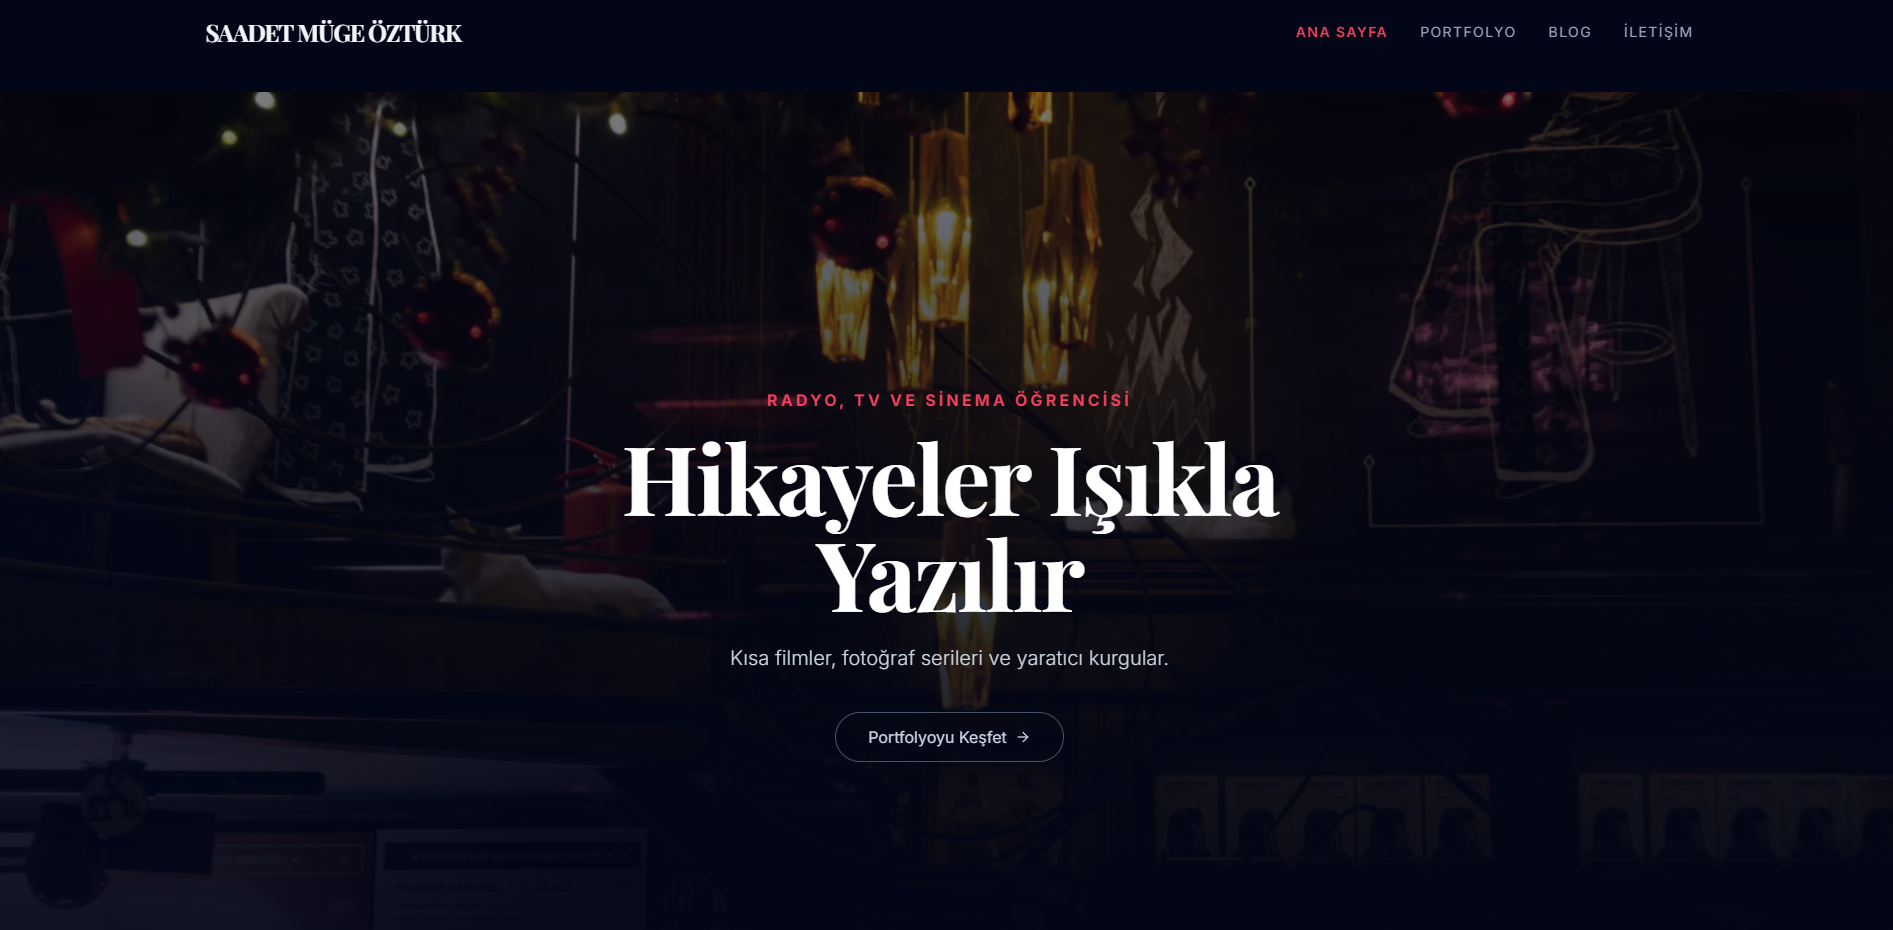 SAADET MÜGE ÖZTÜRK
ANA SAYFA PORTFOLYO BLOG İLETİŞİM
RADYO, TV VE SİNEMA ÖĞRENCİSİ
Hikayeler Işıkla
Yazılır
Kısa filmler, fotoğraf serileri ve yaratıcı kurgular.
Portfolyoyu Keşfet →